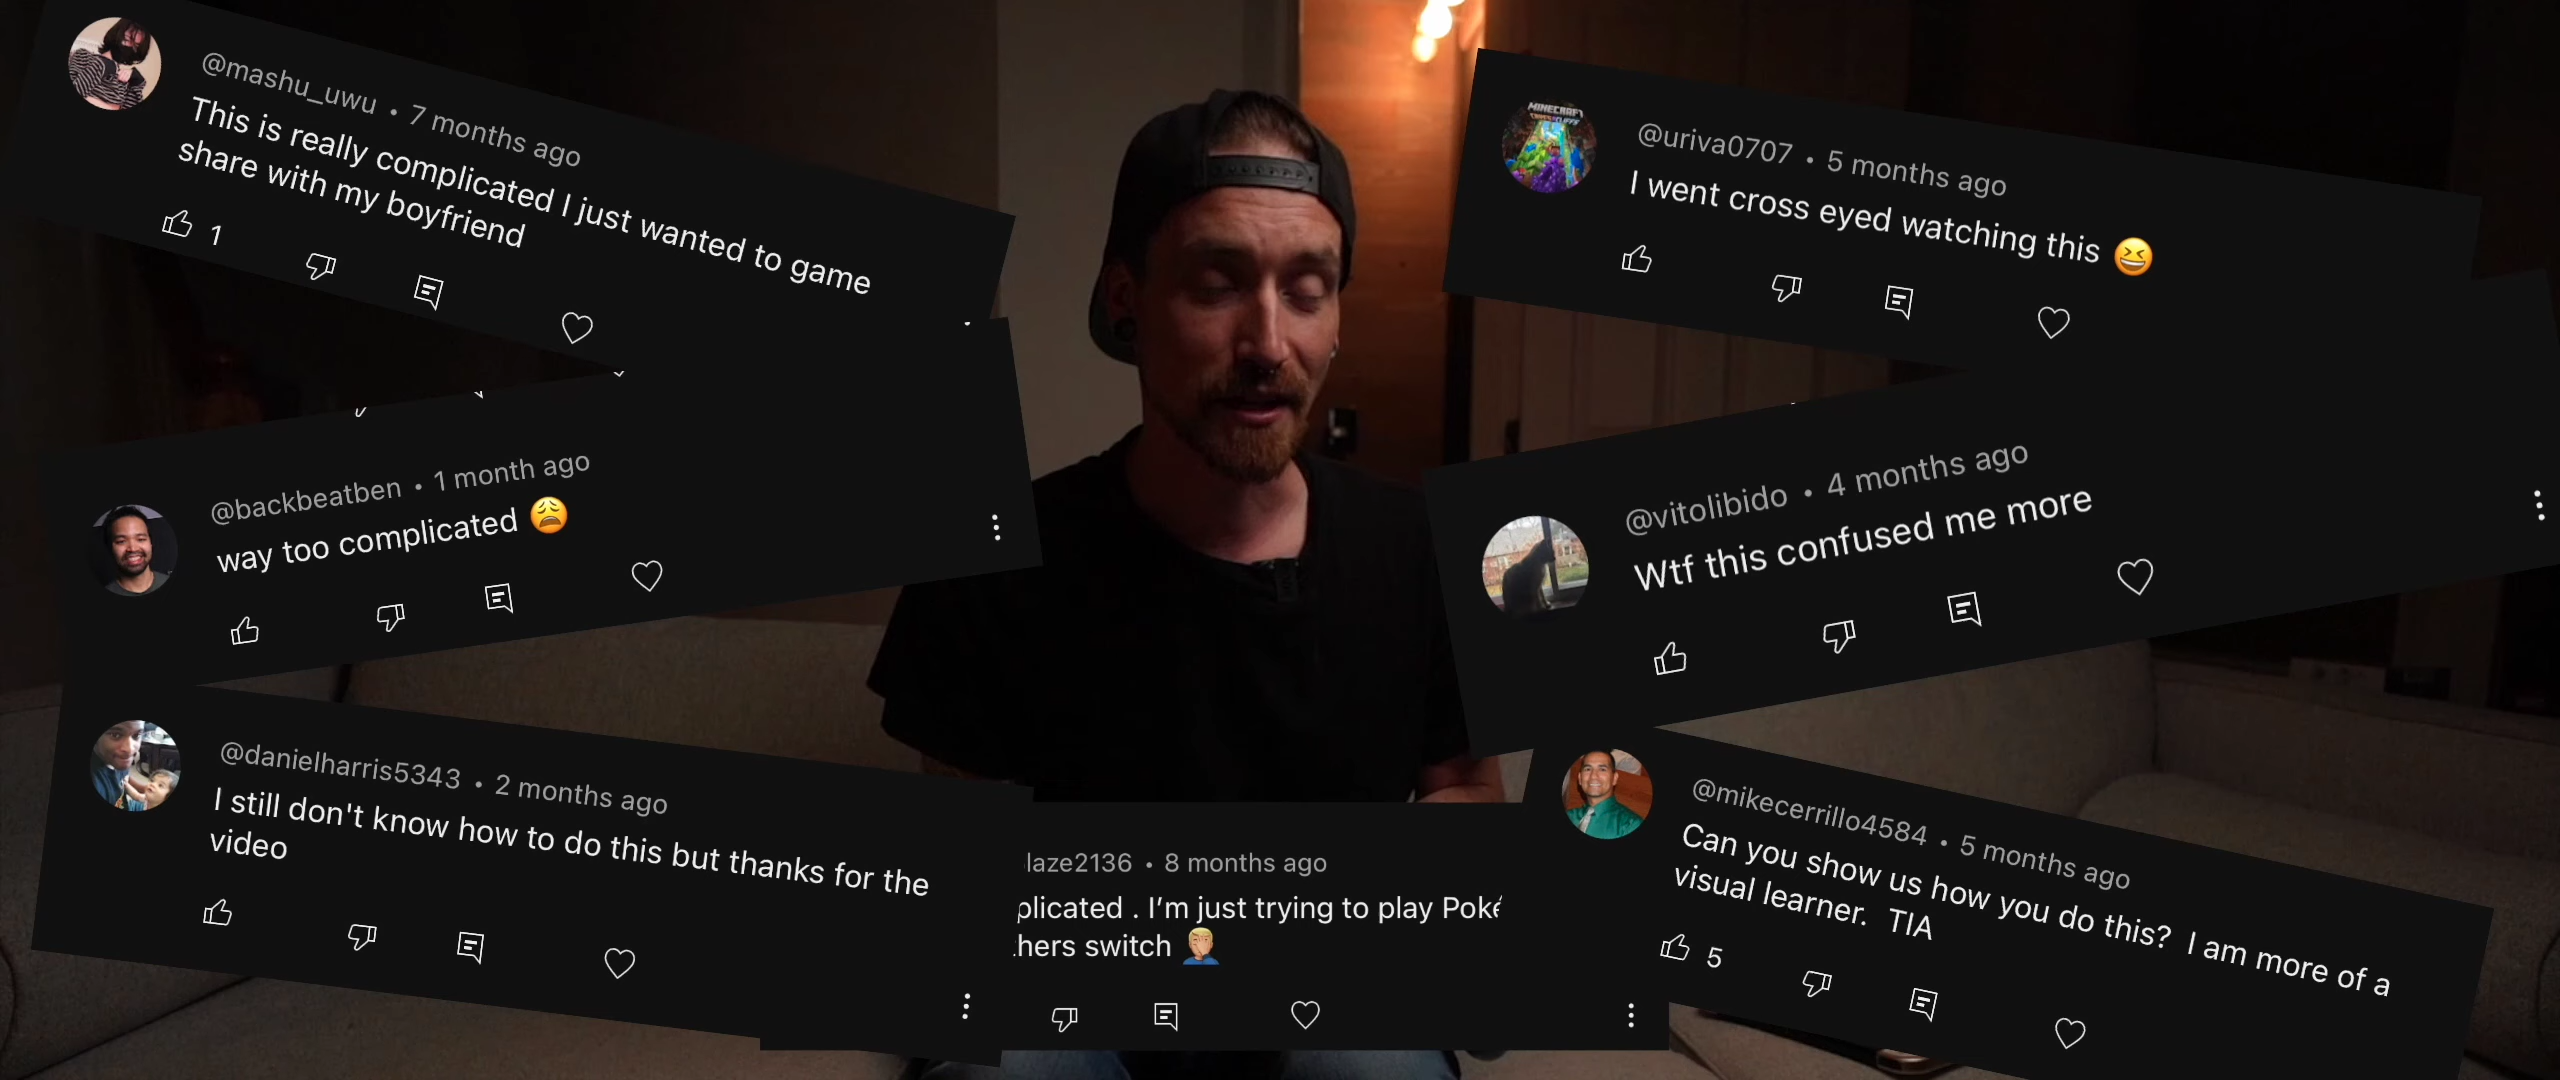 @mashu_uwu • 7 months ago
This is really complicated I just wanted to game
share with my boyfriend
1
@backbeatben • 1 month ago
way too complicated 😩
@danielharris5343 • 2 months ago
I still don't know how to do this but thanks for the
video
laze2136 • 8 months ago
plicated . I'm just trying to play Poké
hers switch 🤦🏼‍♂️
MINECRAFT
@uriva0707 • 5 months ago
I went cross eyed watching this 😆
@vitolibido • 4 months ago
Wtf this confused me more
@mikecerrillo4584 • 5 months ago
Can you show us how you do this?  I am more of a
visual learner.  TIA
5